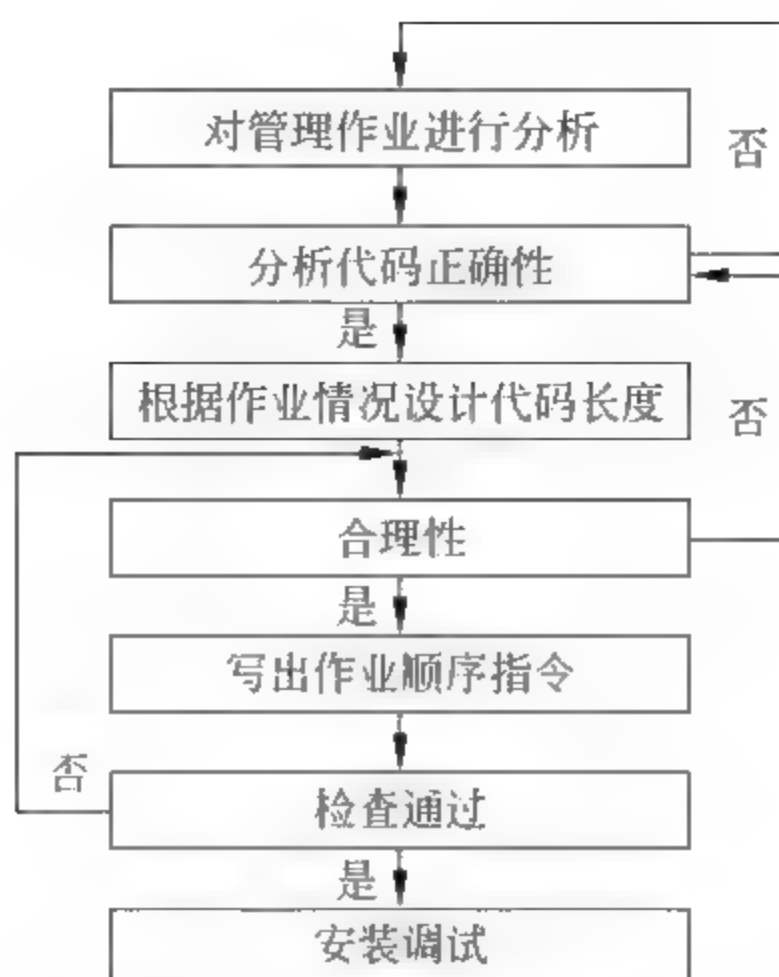 对管理作业进行分析
否
分析代码正确性
是
根据作业情况设计代码长度
否
合理性
是
写出作业顺序指令
否
检查通过
是
安装调试